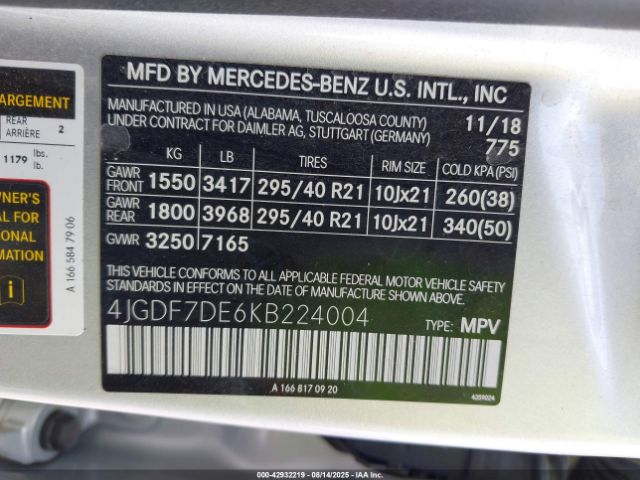 ARGEMENT
REAR 2
ARRIÈRE
1179 lbs.
lb.
WNER'S
AL FOR
ONAL
MATION
i
A 166 584 79 06
MFD BY MERCEDES-BENZ U.S. INTL., INC
MANUFACTURED IN USA (ALABAMA, TUSCALOOSA COUNTY) 11/18
UNDER CONTRACT FOR DAIMLER AG, STUTTGART (GERMANY) 775
KG LB TIRES RIM SIZE COLD KPA(PSI)
GAWR FRONT 1550 3417 295/40 R21 10Jx21 260(38)
GAWR REAR 1800 3968 295/40 R21 10Jx21 340(50)
GVWR 3250 7165
THIS VEHICLE CONFORMS TO ALL APPLICABLE FEDERAL MOTOR VEHICLE SAFETY
STANDARDS IN EFFECT ON THE DATE OF MANUFACTURE SHOWN ABOVE.
4JGDF7DE6KB224004 TYPE: MPV
A 166 817 09 20
4209024
000-42932219 - 08/14/2025 - IAAI.COM